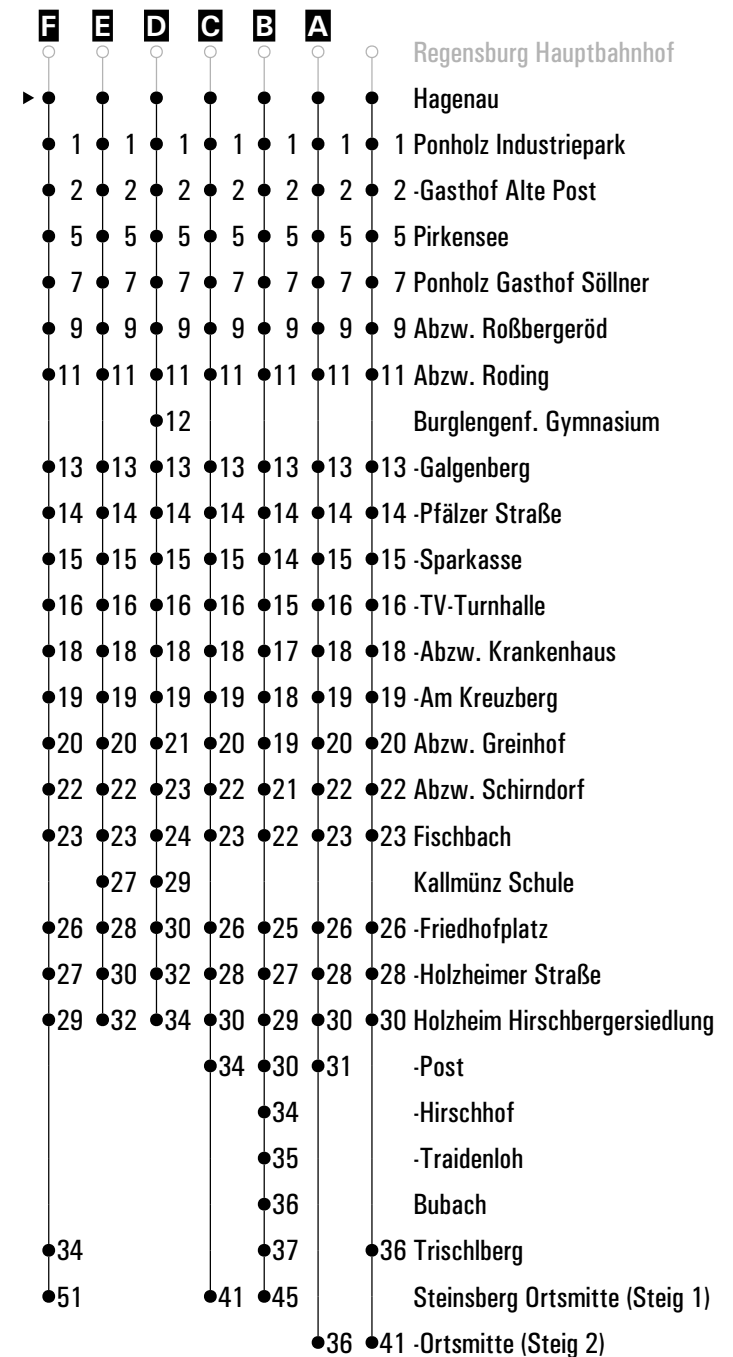 F E D C B A
Regensburg Hauptbahnhof
Hagenau
1 1 1 1 1 1 1 Ponholz Industriepark
2 2 2 2 2 2 2 -Gasthof Alte Post
5 5 5 5 5 5 5 Pirkensee
7 7 7 7 7 7 7 Ponholz Gasthof Söllner
9 9 9 9 9 9 9 Abzw. Roßbergeröd
11 11 11 11 11 11 11 Abzw. Roding
12 Burglengenf. Gymnasium
13 13 13 13 13 13 13 -Galgenberg
14 14 14 14 14 14 14 -Pfälzer Straße
15 15 15 15 14 15 15 -Sparkasse
16 16 16 16 15 16 16 -TV-Turnhalle
18 18 18 18 17 18 18 -Abzw. Krankenhaus
19 19 19 19 18 19 19 -Am Kreuzberg
20 20 21 20 19 20 20 Abzw. Greinhof
22 22 23 22 21 22 22 Abzw. Schirndorf
23 23 24 23 22 23 23 Fischbach
27 29 Kallmünz Schule
26 28 30 26 25 26 26 -Friedhofplatz
27 30 32 28 27 28 28 -Holzheimer Straße
29 32 34 30 29 30 30 Holzheim Hirschbergersiedlung
34 30 31 -Post
34 -Hirschhof
35 -Traidenloh
36 Bubach
34 37 36 Trischlberg
51 41 45 Steinsberg Ortsmitte (Steig 1)
36 41 -Ortsmitte (Steig 2)